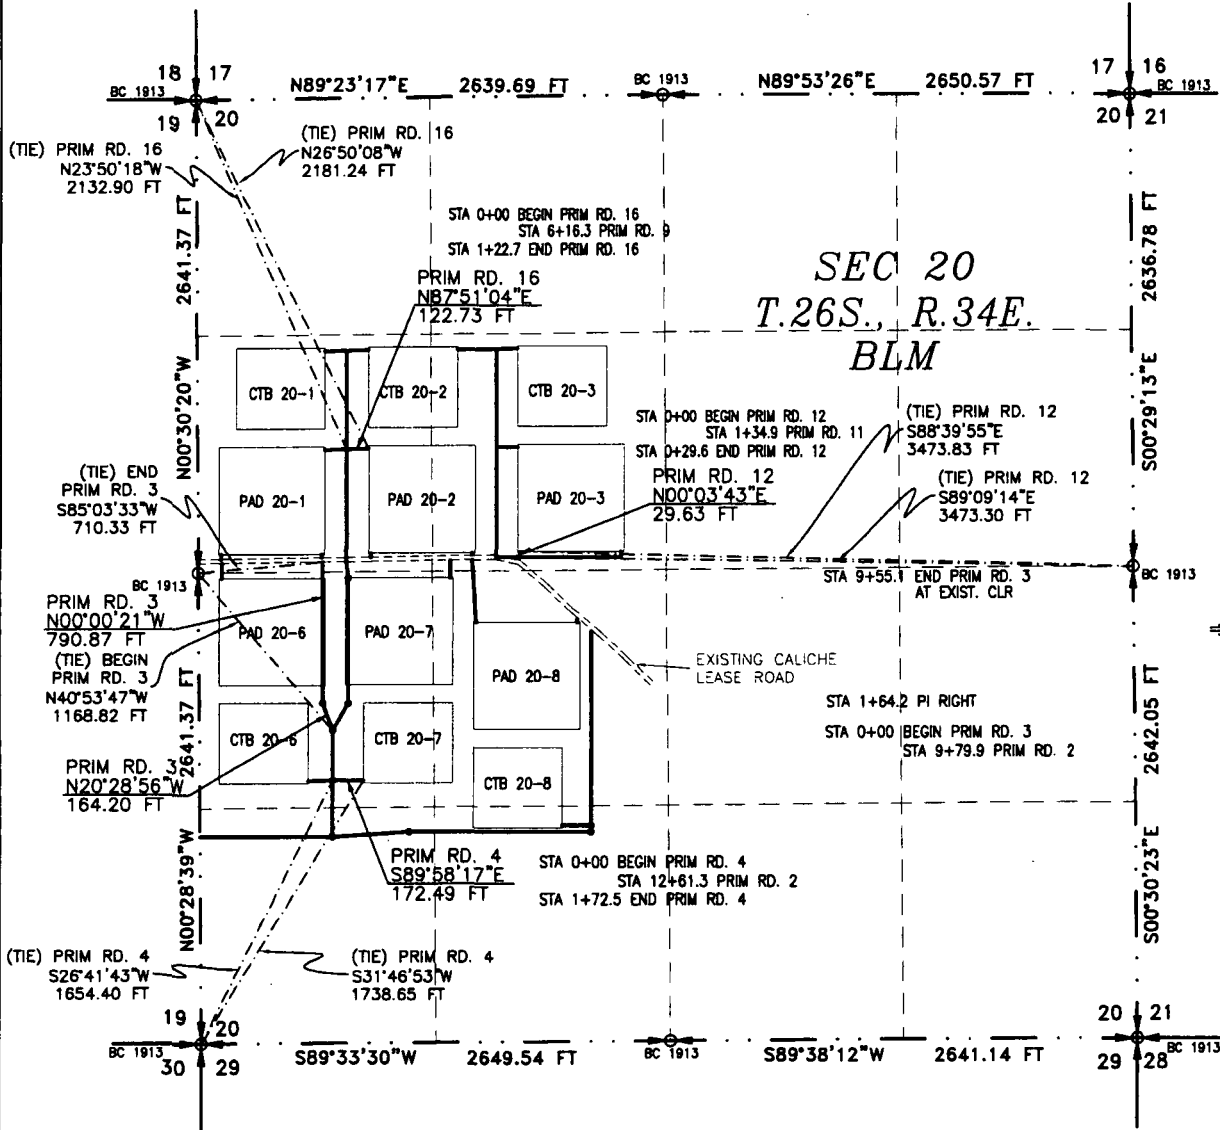 18 17
17 16
BC 1913
N89°23'17"E 2639.69 FT
BC 1913
N89°53'26"E 2650.57 FT
BC 1913
19 20
20 21
(TIE) PRIM RD. 16
N23°50'18"W
2132.90 FT
(TIE) PRIM RD. 16
N26°50'08"W
2181.24 FT
STA 0+00 BEGIN PRIM RD. 16
STA 6+16.3 PRIM RD. 9
STA 1+22.7 END PRIM RD. 16
PRIM RD. 16
N87°51'04"E
122.73 FT
2641.37 FT
N00°30'20"W
2636.78 FT
S00°29'13"E
SEC 20
T.26S., R.34E.
BLM
CTB 20-1
CTB 20-2
CTB 20-3
STA 0+00 BEGIN PRIM RD. 12
STA 1+34.9 PRIM RD. 11
STA 0+29.6 END PRIM RD. 12
(TIE) PRIM RD. 12
S88°39'55"E
3473.83 FT
PRIM RD. 12
N00°03'43"E
29.63 FT
(TIE) PRIM RD. 12
S89°09'14"E
3473.30 FT
(TIE) END
PRIM RD. 3
S85°03'33"W
710.33 FT
PAD 20-1
PAD 20-2
PAD 20-3
BC 1913
STA 9+55.1 END PRIM RD. 3
AT EXIST. CLR
BC 1913
PRIM RD. 3
N00°00'21"W
790.87 FT
(TIE) BEGIN
PRIM RD. 3
N40°53'47"W
1168.82 FT
PAD 20-6
PAD 20-7
PAD 20-8
EXISTING CALICHE
LEASE ROAD
STA 1+64.2 PI RIGHT
STA 0+00 BEGIN PRIM RD. 3
STA 9+79.9 PRIM RD. 2
CTB 20-6
CTB 20-7
CTB 20-8
PRIM RD. 3
N20°28'56"W
164.20 FT
2641.37 FT
N00°28'39"W
2642.05 FT
S00°30'23"E
PRIM RD. 4
S89°58'17"E
172.49 FT
STA 0+00 BEGIN PRIM RD. 4
STA 12+61.3 PRIM RD. 2
STA 1+72.5 END PRIM RD. 4
(TIE) PRIM RD. 4
S26°41'43"W
1654.40 FT
(TIE) PRIM RD. 4
S31°46'53"W
1738.65 FT
19 20
20 21
BC 1913
S89°33'30"W 2649.54 FT
BC 1913
S89°38'12"W 2641.14 FT
BC 1913
30 29
29 28